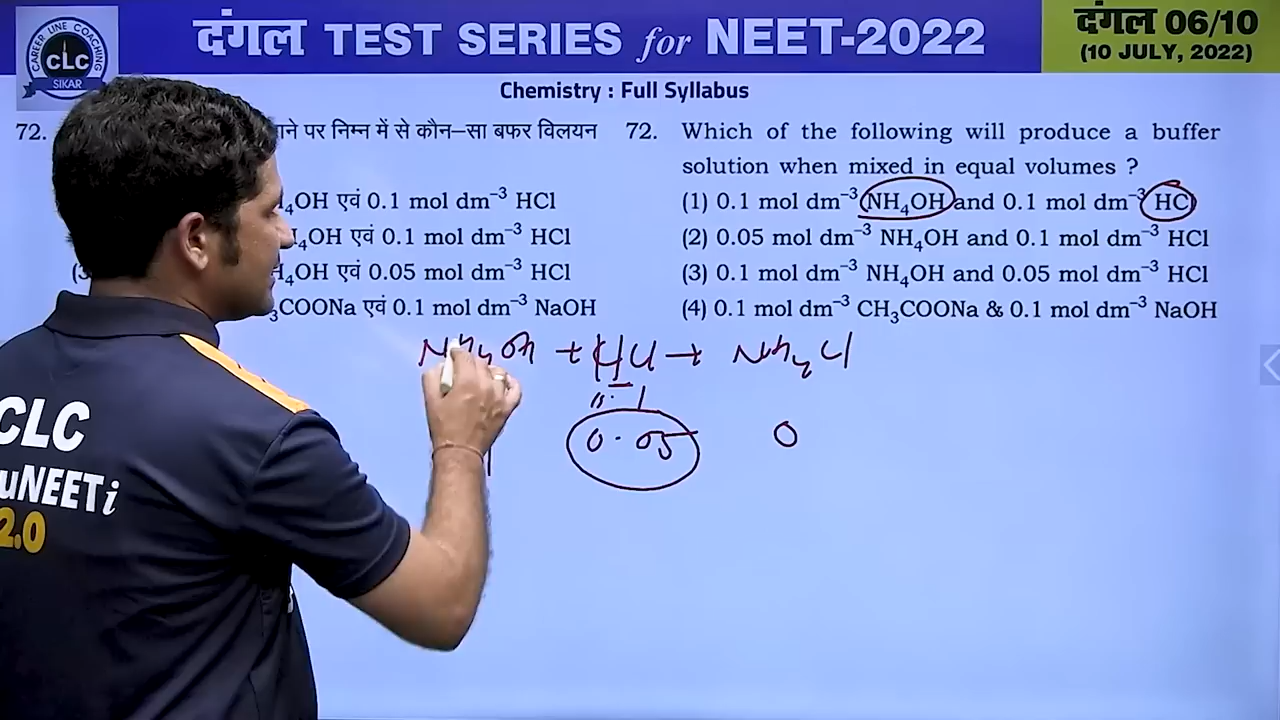 दंगल TEST SERIES for NEET-2022
दंगल 06/10
(10 JULY, 2022)
CAREER LINE COACHING
CLC
SIKAR
Chemistry : Full Syllabus
72.
पर निम्न में से कौन–सा बफर विलयन
OH एवं 0.1 mol dm⁻³ HCl
₄OH एवं 0.1 mol dm⁻³ HCl
₄OH एवं 0.05 mol dm⁻³ HCl
₃COONa एवं 0.1 mol dm⁻³ NaOH
72. Which of the following will produce a buffer
solution when mixed in equal volumes ?
(1) 0.1 mol dm⁻³ NH₄OH and 0.1 mol dm⁻³ HC
(2) 0.05 mol dm⁻³ NH₄OH and 0.1 mol dm⁻³ HCl
(3) 0.1 mol dm⁻³ NH₄OH and 0.05 mol dm⁻³ HCl
(4) 0.1 mol dm⁻³ CH₃COONa & 0.1 mol dm⁻³ NaOH
NH₄OH + HCl → NH₄Cl
0.05 0
CLC
uNEETi
2.0